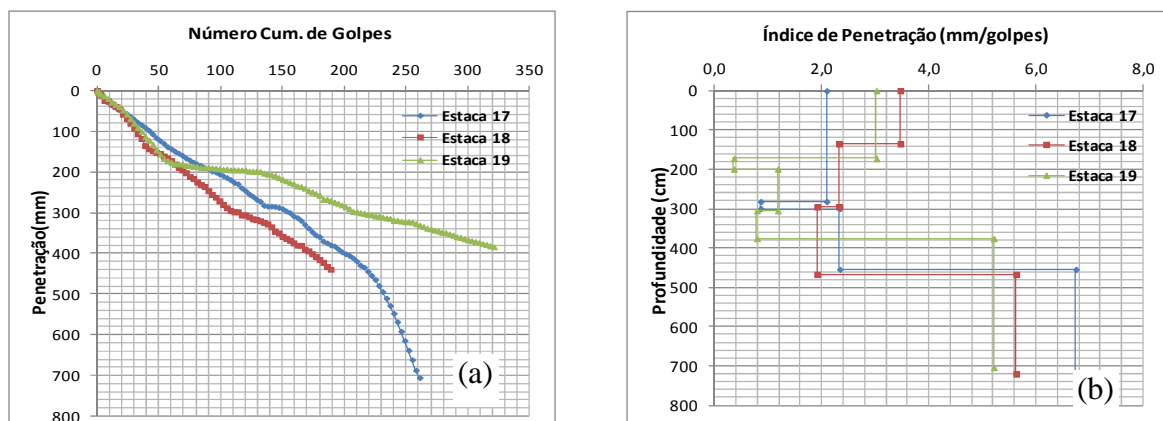 Número Cum. de Golpes
0 50 100 150 200 250 300 350
0
100
200
300
400
500
600
700
800
Penetração(mm)
Estaca 17
Estaca 18
Estaca 19
(a)
Índice de Penetração (mm/golpes)
0,0 2,0 4,0 6,0 8,0
0
100
200
300
400
500
600
700
800
Profundidade (cm)
Estaca 17
Estaca 18
Estaca 19
(b)